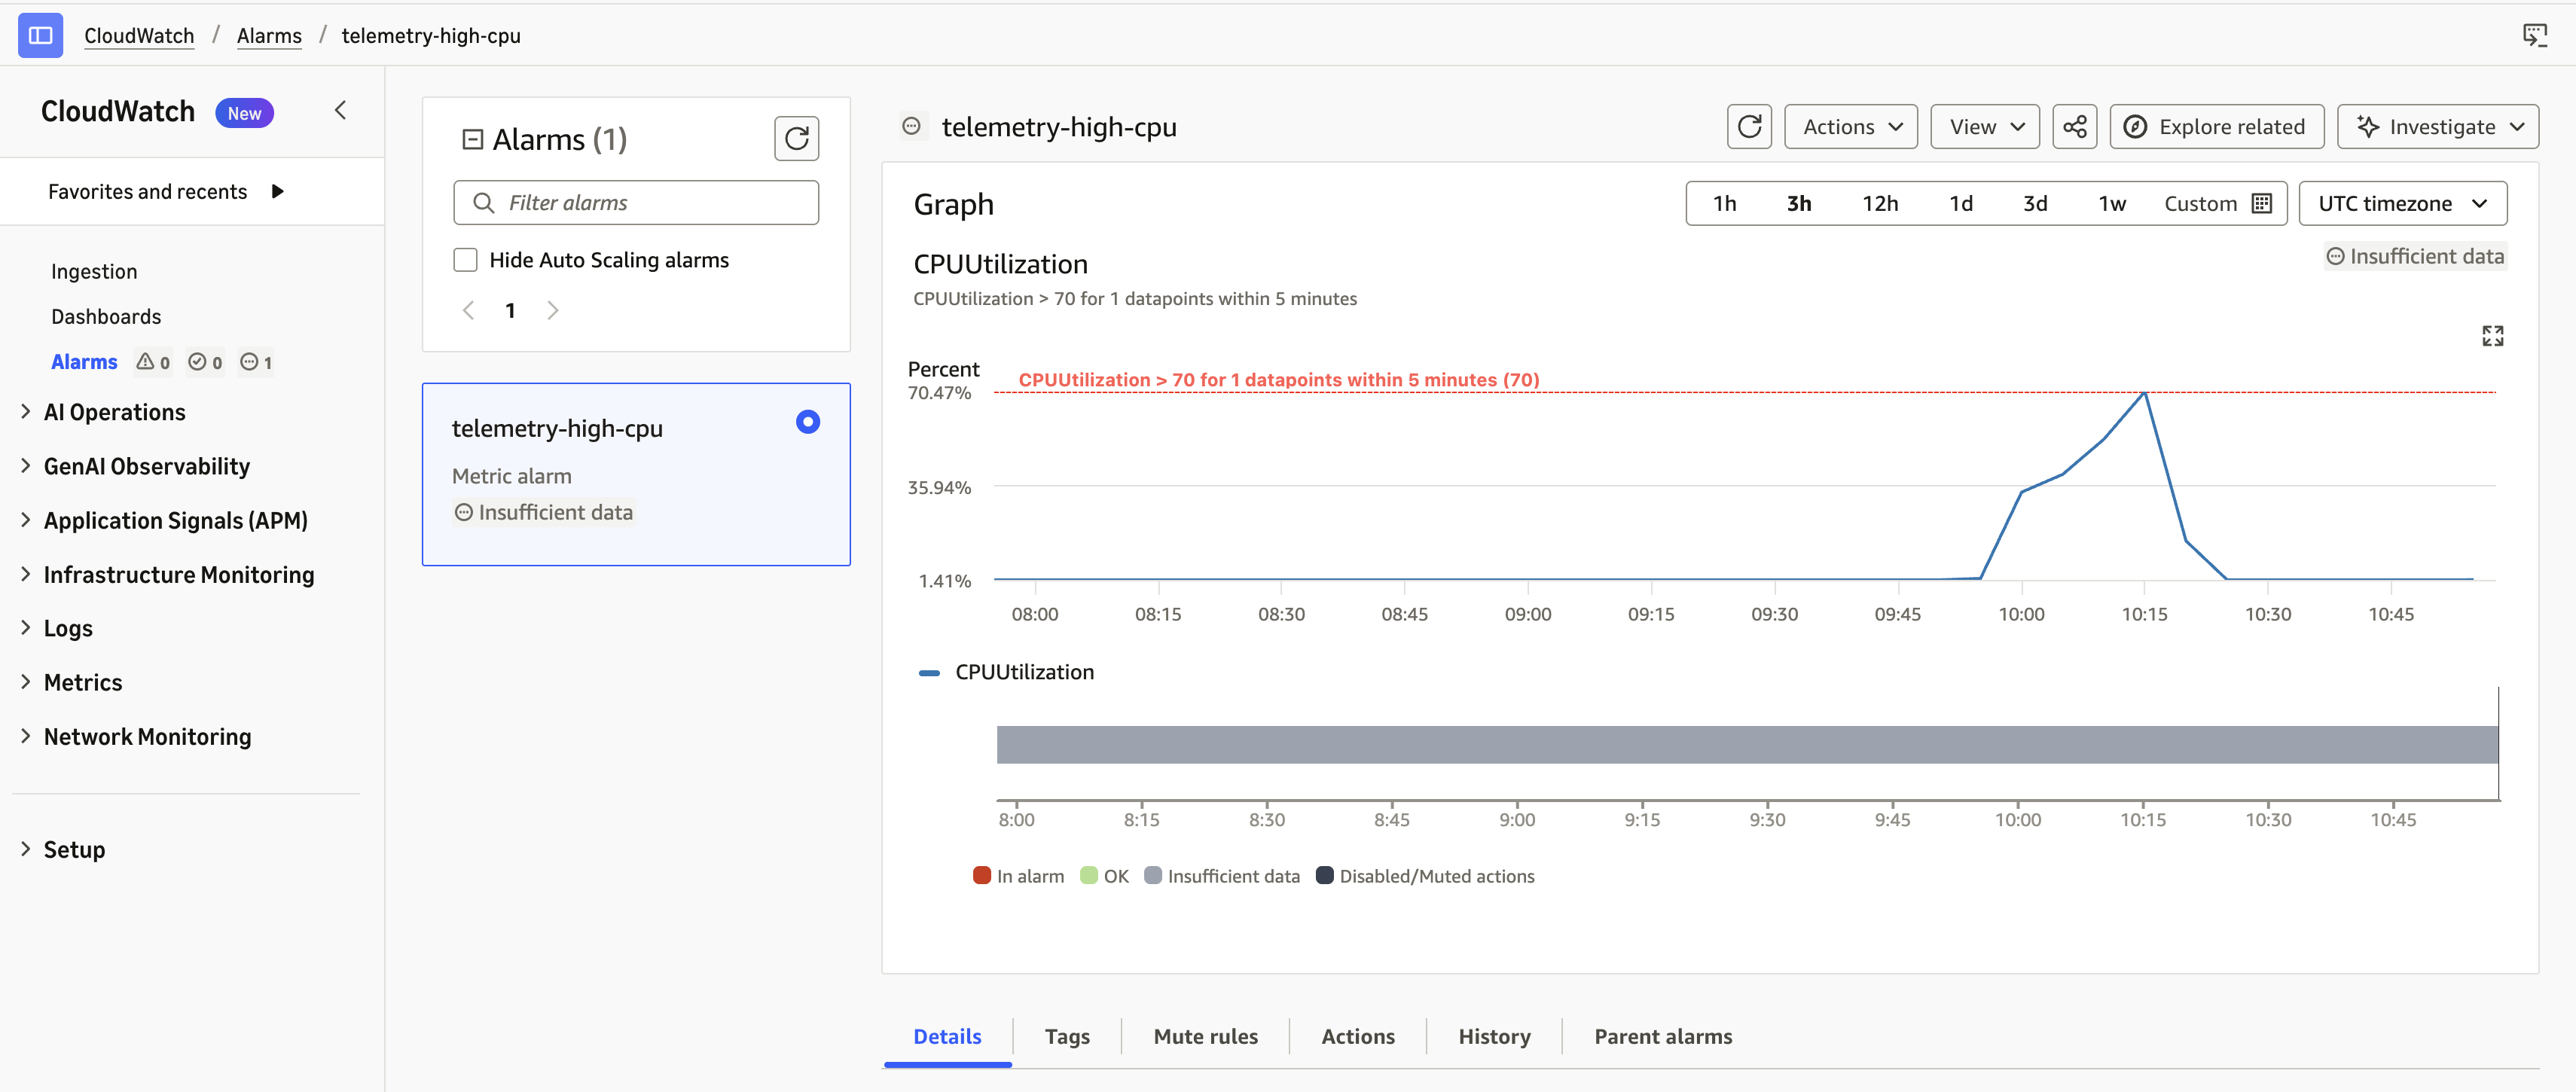 CloudWatch / Alarms / telemetry-high-cpu
CloudWatch New
Favorites and recents
Ingestion
Dashboards
Alarms 0 0 1
AI Operations
GenAI Observability
Application Signals (APM)
Infrastructure Monitoring
Logs
Metrics
Network Monitoring
Setup
Alarms (1)
Filter alarms
Hide Auto Scaling alarms
1
telemetry-high-cpu
Metric alarm
Insufficient data
telemetry-high-cpu
Actions View Explore related Investigate
Graph
1h 3h 12h 1d 3d 1w Custom UTC timezone
CPUUtilization
Insufficient data
CPUUtilization > 70 for 1 datapoints within 5 minutes
Percent
CPUUtilization > 70 for 1 datapoints within 5 minutes (70)
70.47%
35.94%
1.41%
08:00 08:15 08:30 08:45 09:00 09:15 09:30 09:45 10:00 10:15 10:30 10:45
CPUUtilization
8:00 8:15 8:30 8:45 9:00 9:15 9:30 9:45 10:00 10:15 10:30 10:45
In alarm OK Insufficient data Disabled/Muted actions
Details Tags Mute rules Actions History Parent alarms